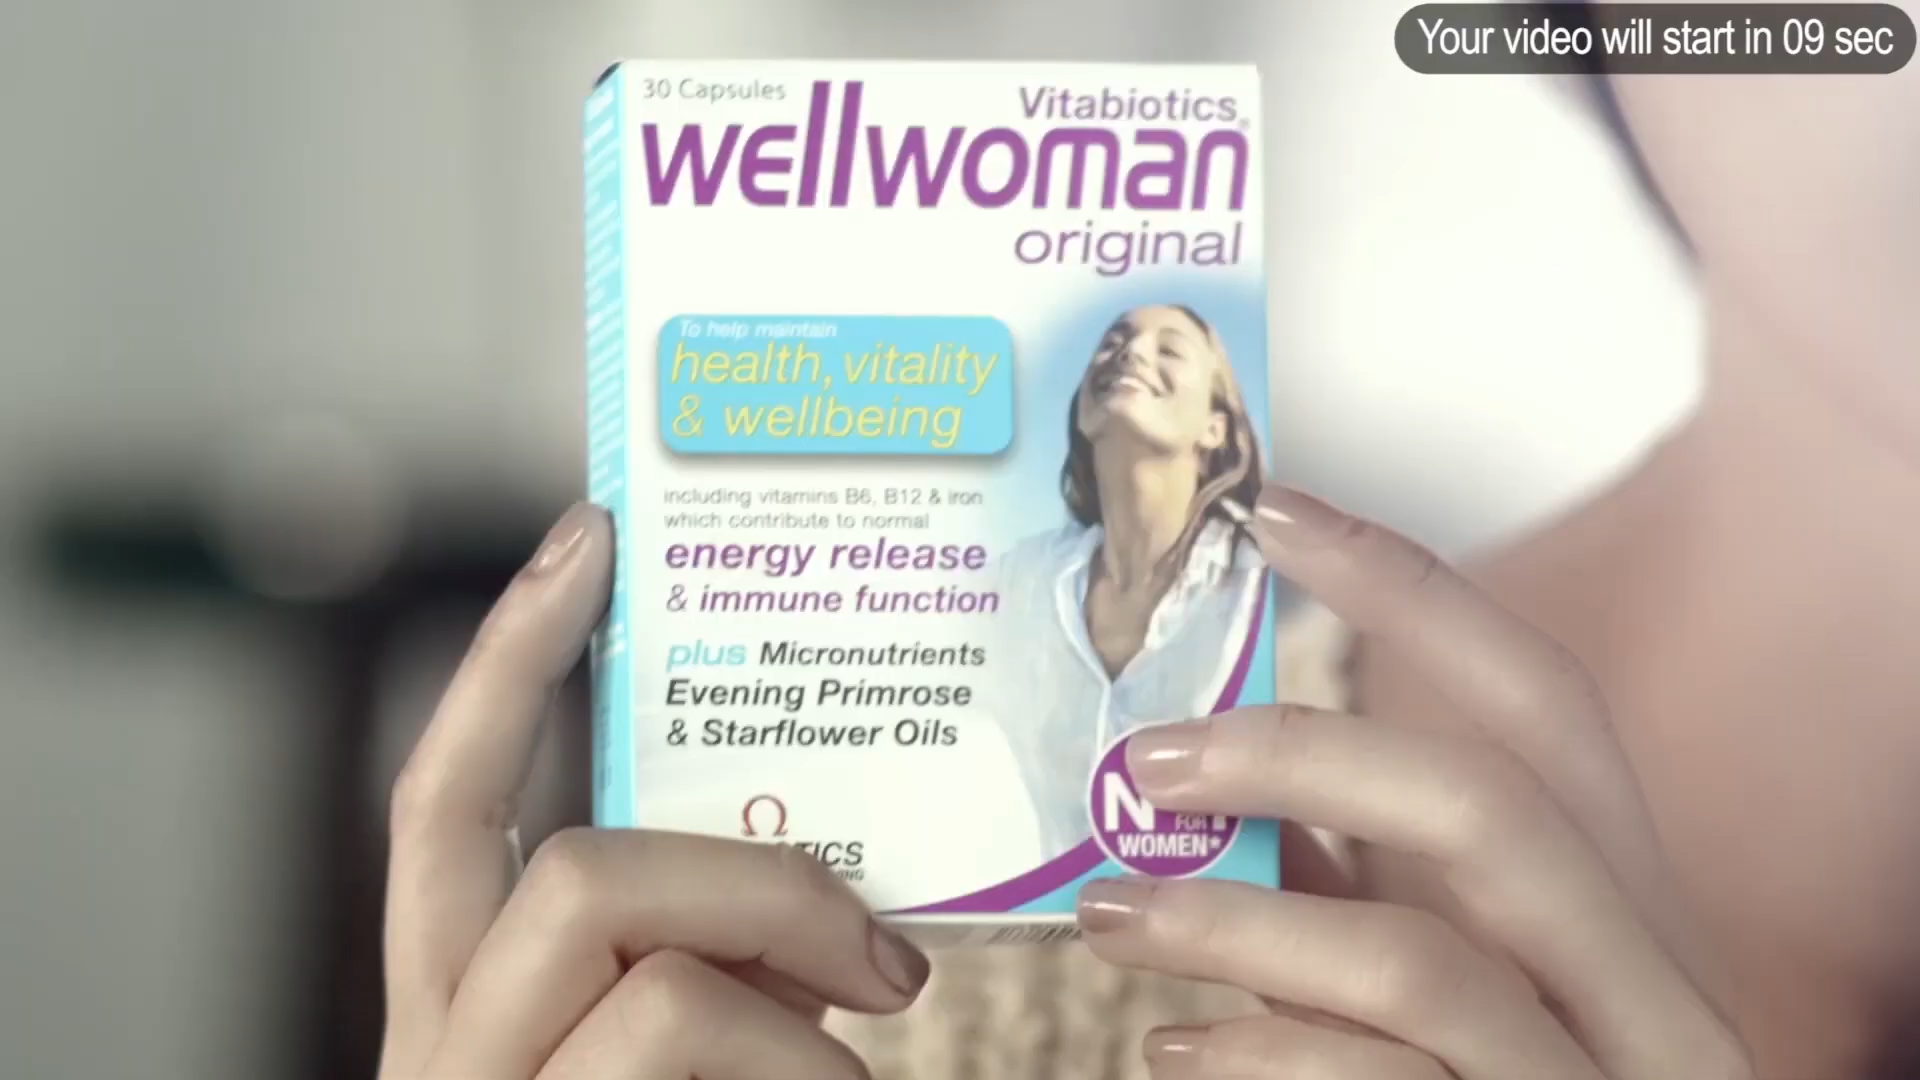 Your video will start in 09 sec
30 Capsules
Vitabiotics
wellwoman
original
To help maintain
health, vitality
& wellbeing
including vitamins B6, B12 & iron
which contribute to normal
energy release
& immune function
plus Micronutrients
Evening Primrose
& Starflower Oils
FOR
WOMEN*